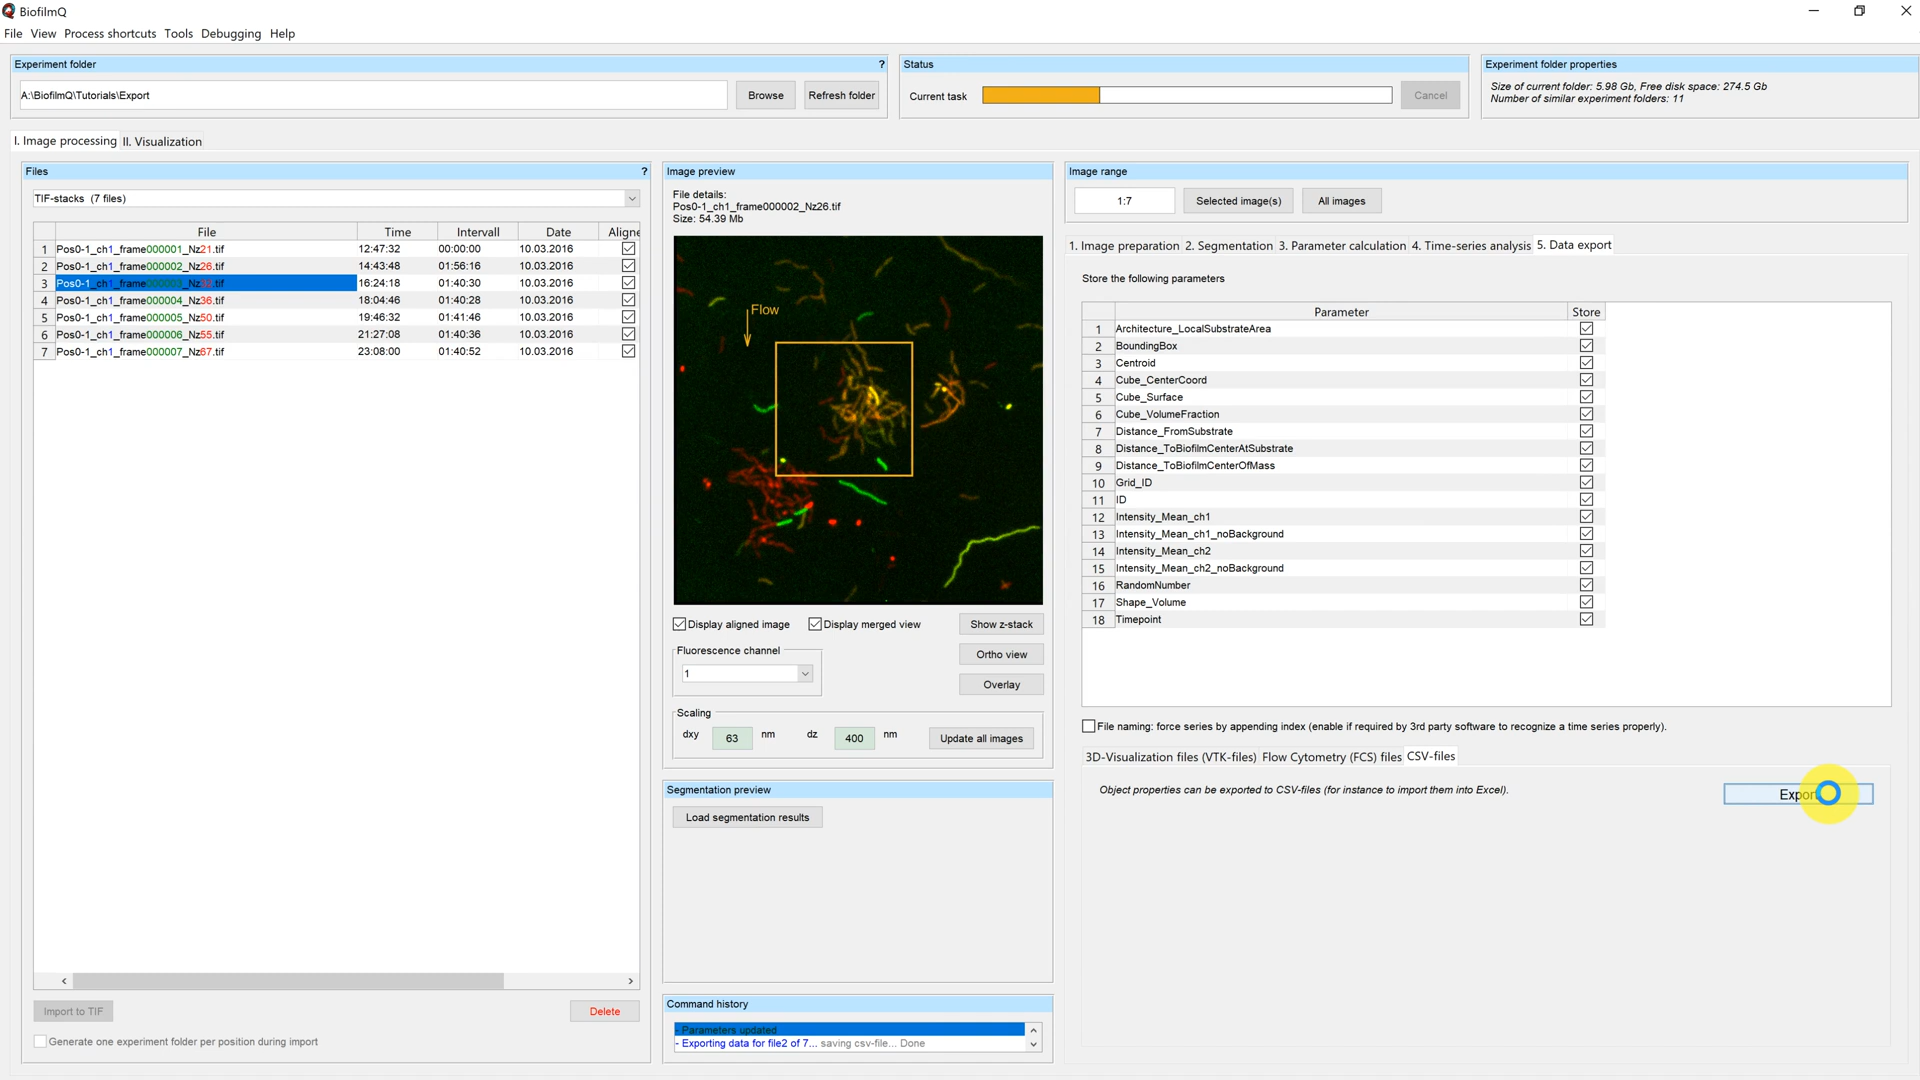 BiofilmQ
File View Process shortcuts Tools Debugging Help
Experiment folder ?
A:\BiofilmQ\Tutorials\Export
Browse
Refresh folder
Status
Current task
Cancel
Experiment folder properties
Size of current folder: 5.98 Gb, Free disk space: 274.5 Gb
Number of similar experiment folders: 11
I. Image processing II. Visualization
Files ?
TIF-stacks (7 files)
File Time Intervall Date Aligne
1 Pos0-1_ch1_frame000001_Nz21.tif 12:47:32 00:00:00 10.03.2016
2 Pos0-1_ch1_frame000002_Nz26.tif 14:43:48 01:56:16 10.03.2016
3 Pos0-1_ch1_frame000003_ .tif 16:24:18 01:40:30 10.03.2016
4 Pos0-1_ch1_frame000004_Nz36.tif 18:04:46 01:40:28 10.03.2016
5 Pos0-1_ch1_frame000005_Nz50.tif 19:46:32 01:41:46 10.03.2016
6 Pos0-1_ch1_frame000006_Nz55.tif 21:27:08 01:40:36 10.03.2016
7 Pos0-1_ch1_frame000007_Nz67.tif 23:08:00 01:40:52 10.03.2016
Import to TIF
Delete
Generate one experiment folder per position during import
Image preview
File details:
Pos0-1_ch1_frame000002_Nz26.tif
Size: 54.39 Mb
Flow
Display aligned image
Display merged view
Show z-stack
Fluorescence channel
1
Ortho view
Overlay
Scaling
dxy 63 nm dz 400 nm
Update all images
Segmentation preview
Load segmentation results
Command history
- Parameters updated
- Exporting data for file2 of 7... saving csv-file... Done
Image range
1:7
Selected image(s)
All images
1. Image preparation 2. Segmentation 3. Parameter calculation 4. Time-series analysis 5. Data export
Store the following parameters
Parameter Store
1 Architecture_LocalSubstrateArea
2 BoundingBox
3 Centroid
4 Cube_CenterCoord
5 Cube_Surface
6 Cube_VolumeFraction
7 Distance_FromSubstrate
8 Distance_ToBiofilmCenterAtSubstrate
9 Distance_ToBiofilmCenterOfMass
10 Grid_ID
11 ID
12 Intensity_Mean_ch1
13 Intensity_Mean_ch1_noBackground
14 Intensity_Mean_ch2
15 Intensity_Mean_ch2_noBackground
16 RandomNumber
17 Shape_Volume
18 Timepoint
File naming: force series by appending index (enable if required by 3rd party software to recognize a time series properly).
3D-Visualization files (VTK-files) Flow Cytometry (FCS) files CSV-files
Object properties can be exported to CSV-files (for instance to import them into Excel).
Export